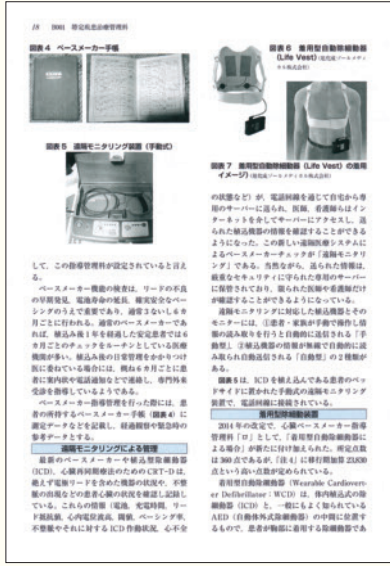 18 B001 特定疾患治療管理料
図表4 ペースメーカー手帳
図表5 遠隔モニタリング装置（手動式）
して，この指導管理料が設定されていると言え
る。
ペースメーカー機能の検査は，リードの不良
の早期発見，電池寿命の延長，確実安全なペー
シングのうえで重要であり，通常3ないし6カ
月ごとに行われる。通常のペースメーカーであ
れば，植込み後1年を経過した安定患者では6
カ月ごとのチェックをルーチンとしている医療
機関が多い。植込み後の日常管理をかかりつけ
医に委ねている場合には，概ね6カ月ごとに患
者に案内状や電話通知などで連絡し，専門外来
受診を指導しているようである。
ペースメーカー指導管理を行った際には，患
者の所持するペースメーカー手帳（図表4）に
測定データなどを記載し，経過観察や緊急時の
参考データとする。
遠隔モニタリングによる管理
最新のペースメーカーや植込型除細動器
（ICD），心臓再同期療法のためのCRT-Dは，
絶えず電極リードを含めた機器の状況や，不整
脈の出現などの患者心臓の状況を確認し記録し
ている。これらの情報（電池，充電時間，リー
ド抵抗値，心内電位波高，閾値，ペーシング率，
不整脈やそれに対するICD作動状況，心不全
図表6 着用型自動除細動器
（Life Vest）
図表7 着用型自動除細動器（Life Vest）の着用
イメージ）
の状態など）が，電話回線を通じて自宅から専
用のサーバーに送られ，医師，看護師らはイン
ターネットを介してサーバーにアクセスし，送
られた植込機器の情報を確認することができる
ようになった。この新しい遠隔医療システムに
よるペースメーカーチェックが「遠隔モニタリ
ング」である。当然ながら，送られた情報は，
厳重なセキュリティに守られた専用のサーバー
に保管されており，限られた医師や看護師だけ
が確認することができるようになっている。
遠隔モニタリングに対応した植込機器とその
モニターには，①患者・家族が手動で操作し情
報の読み取りを行うと自動的に送信される「手
動型」，②植込機器の情報が無線で自動的に読
み取られ自動送信される「自動型」の2種類が
ある。
図表5は，ICDを植え込んである患者のベッ
ドサイドに置かれた手動式の遠隔モニタリング
装置で，電話回線に接続されている。
着用型除細動装置
2014年の改定で，心臓ペースメーカー指導
管理料「ロ」として，「着用型自動除細動器に
よる場合」が新たに付け加えられた。所定点数
は360点であるが，「注4」に移行期加算23,830
点という高い点数が定められている。
着用型自動除細動器（Wearable Cardiovert-
er Defibrillator：WCD）は，体内植込式の除
細動器（ICD）と，一般にもよく知られている
AED（自動体外式除細動器）の中間に位置す
るもので，患者が胸部に着用する除細動器であ